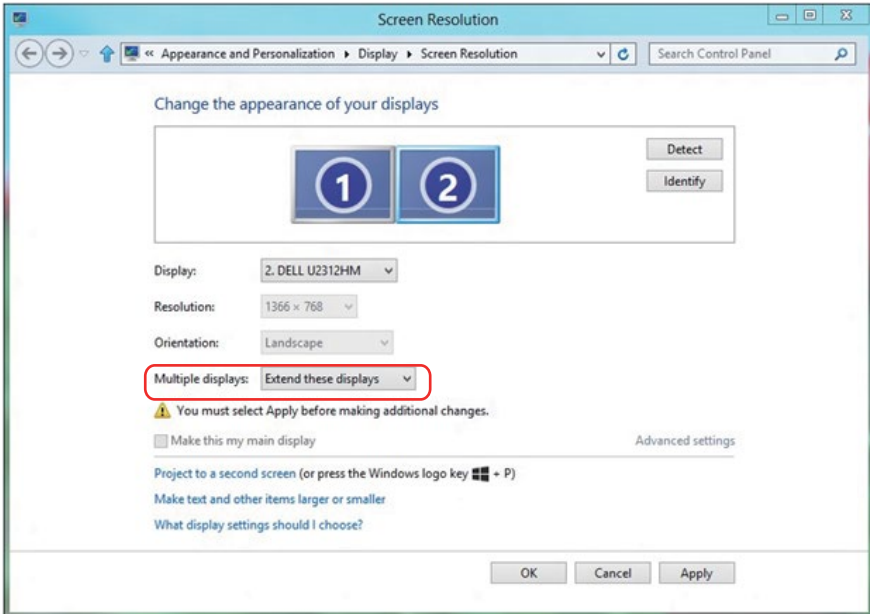 Screen Resolution
« Appearance and Personalization ▸ Display ▸ Screen Resolution
Search Control Panel
Change the appearance of your displays
1 2
Detect
Identify
Display: 2. DELL U2312HM
Resolution: 1366 × 768
Orientation: Landscape
Multiple displays: Extend these displays
You must select Apply before making additional changes.
Make this my main display
Advanced settings
Project to a second screen (or press the Windows logo key + P)
Make text and other items larger or smaller
What display settings should I choose?
OK Cancel Apply